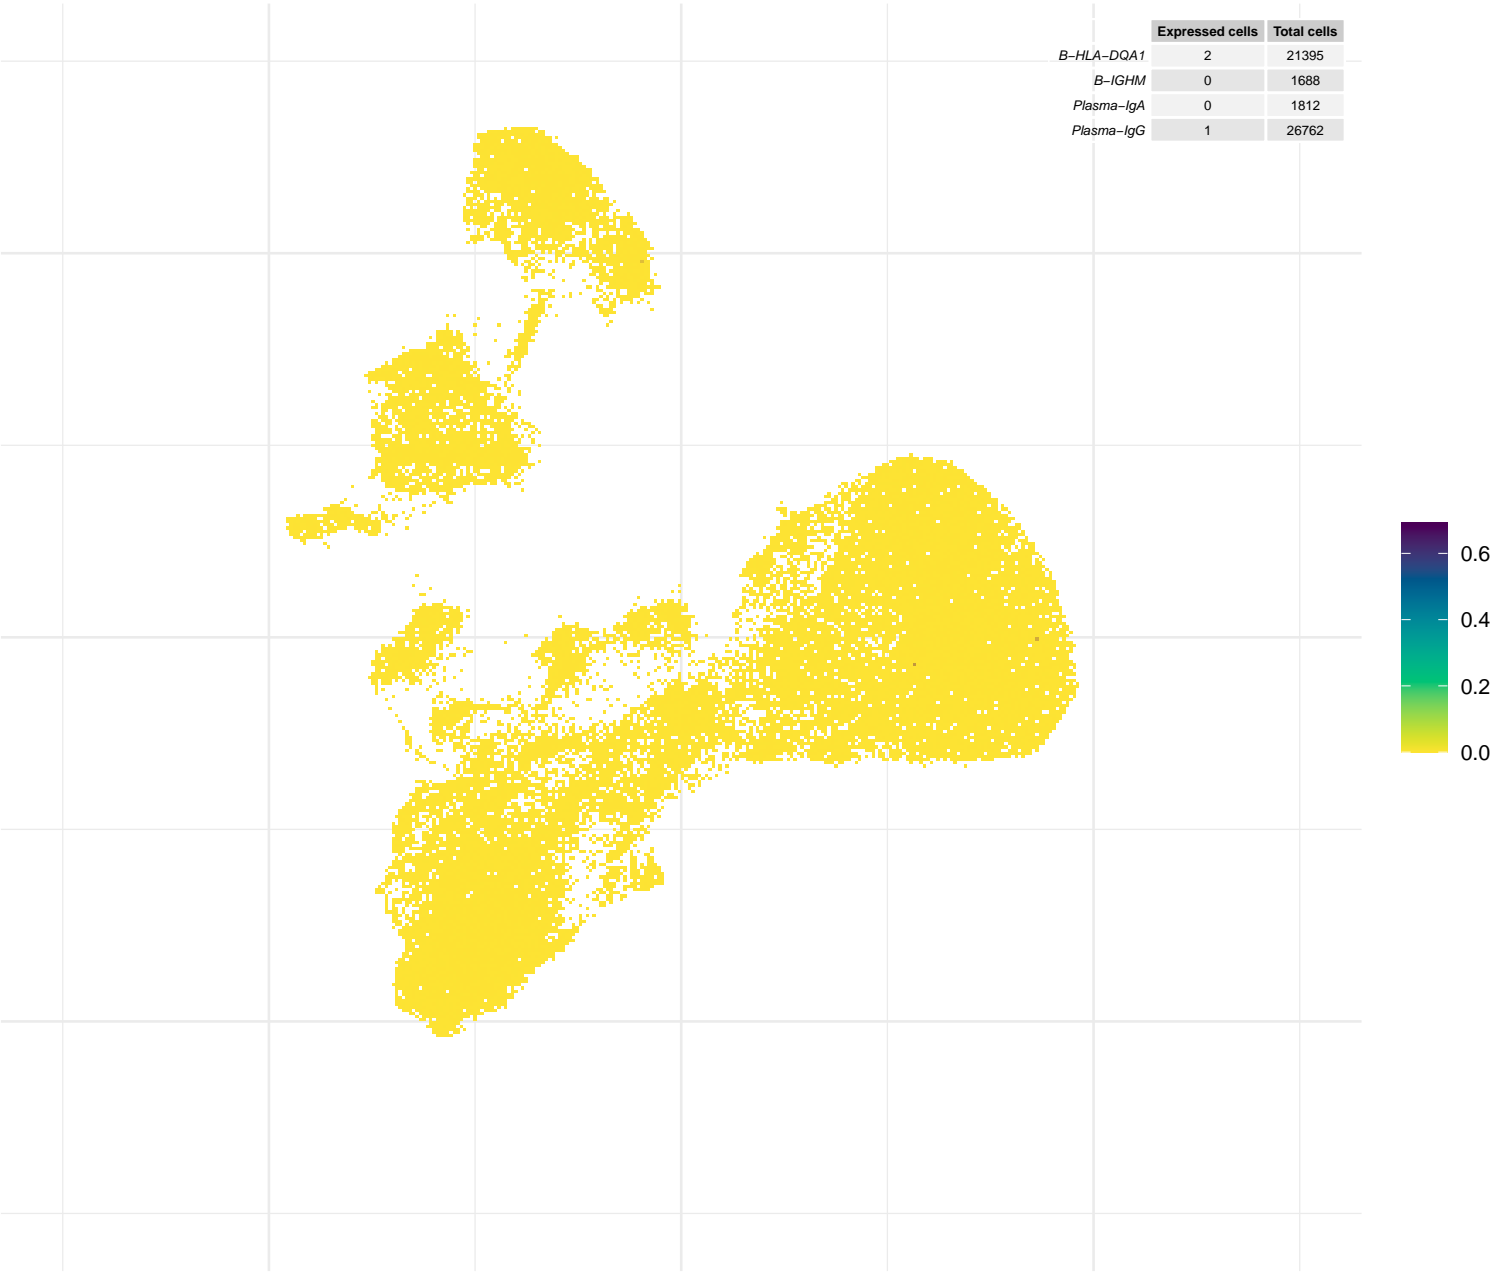 Expressed cells Total cells
B−HLA−DQA1 2 21395
B−IGHM 0 1688
Plasma−IgA 0 1812
Plasma−IgG 1 26762
0.6
0.4
0.2
0.0